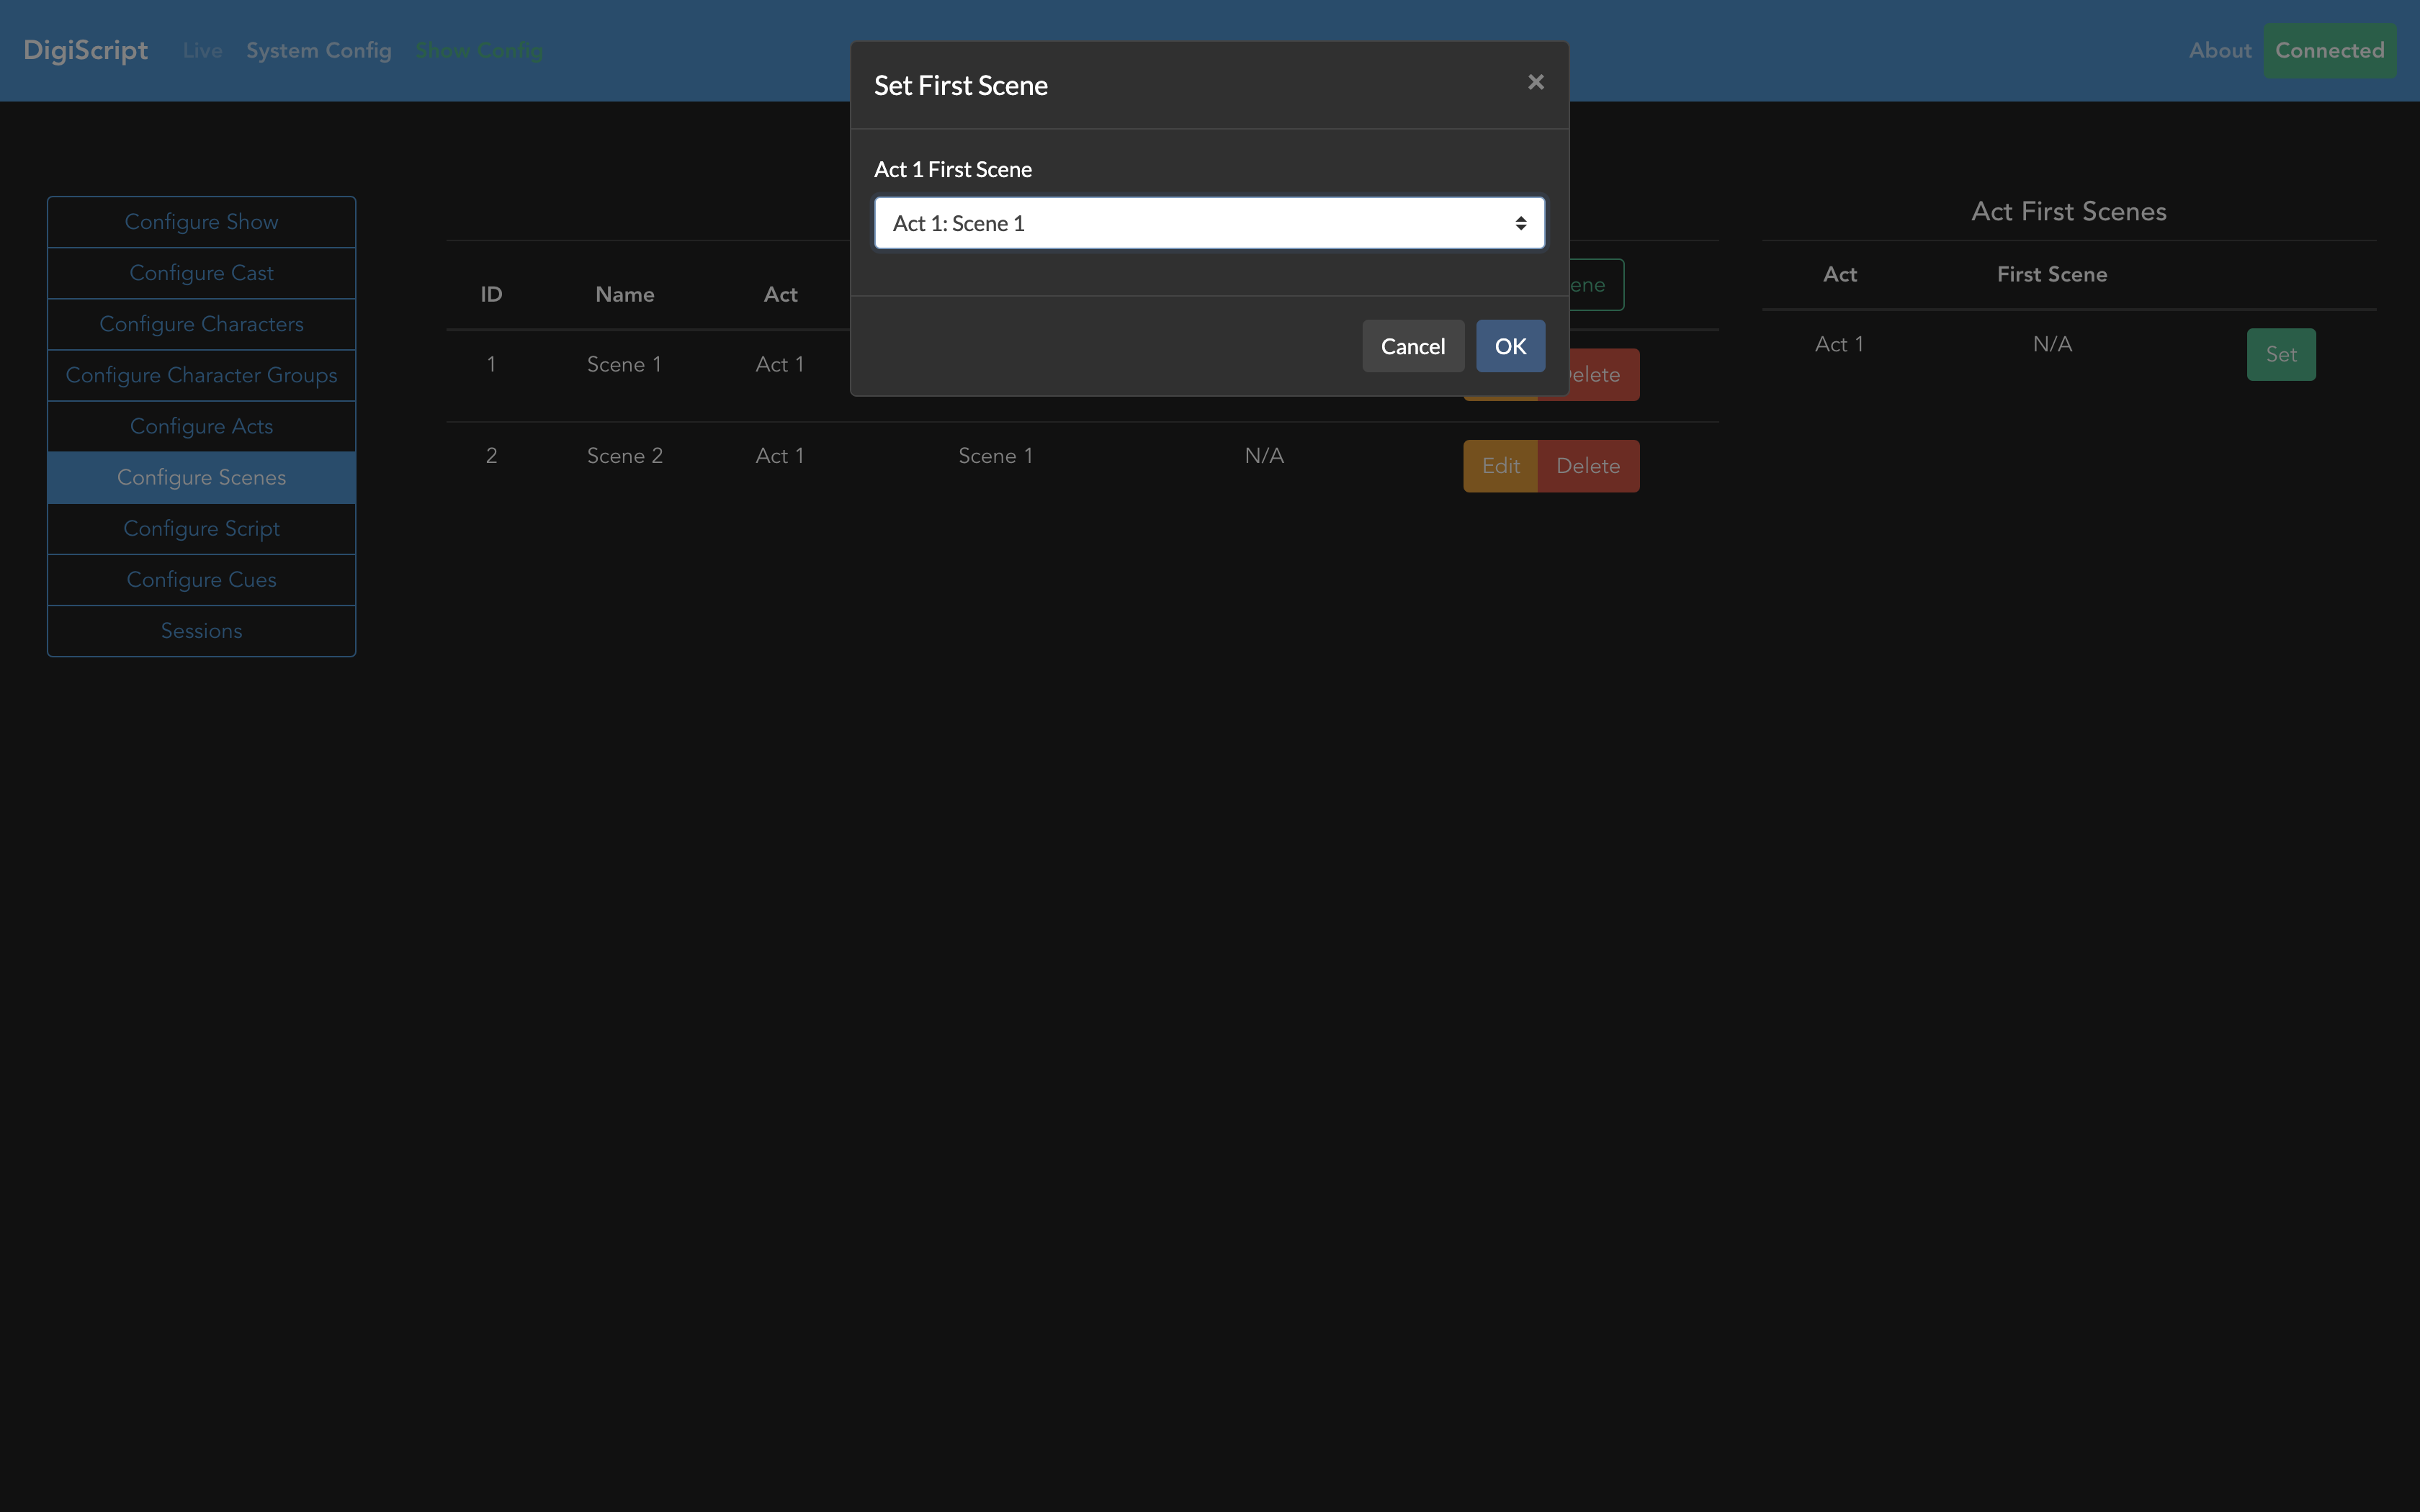 DigiScript Live System Config Show Config About Connected
Set First Scene ×
Act 1 First Scene
Act 1: Scene 1
Cancel OK
Configure Show
Configure Cast
Configure Characters
Configure Character Groups
Configure Acts
Configure Scenes
Configure Script
Configure Cues
Sessions
ID Name Act
1 Scene 1 Act 1
2 Scene 2 Act 1 Scene 1 N/A Edit Delete
Act First Scenes
Act First Scene
Act 1 N/A Set